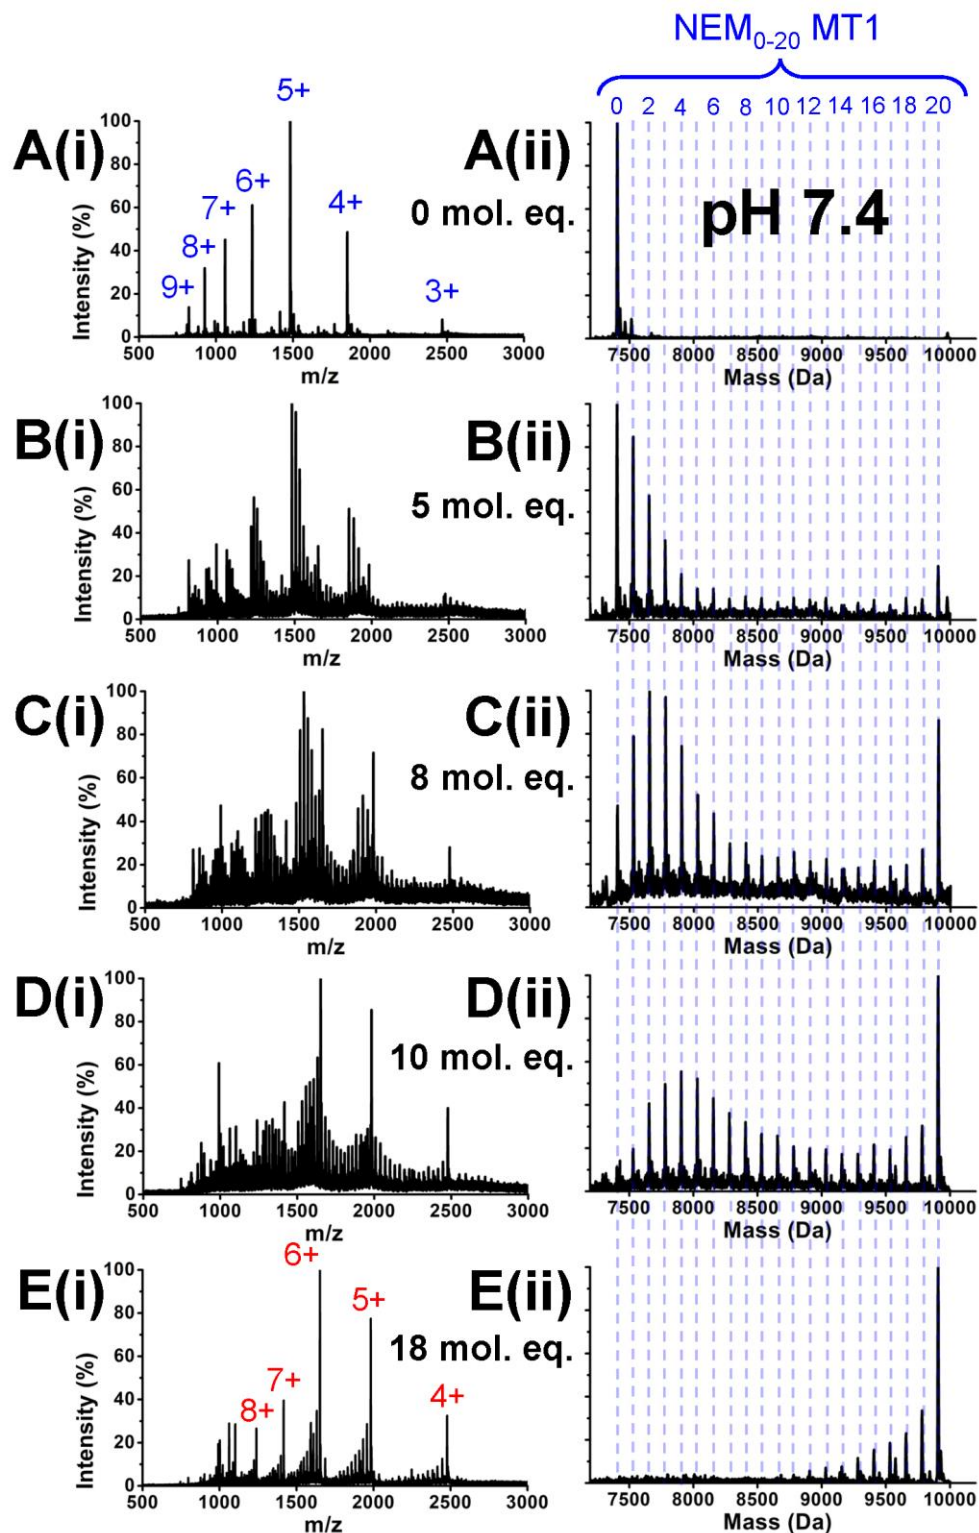 NEM0-20 MT1
0 2 4 6 8 10 12 14 16 18 20
A(i)
Intensity (%)
100
80
60
40
20
0
9+
8+
7+
6+
5+
4+
3+
500 1000 1500 2000 2500 3000
m/z
A(ii)
0 mol. eq.
pH 7.4
7500 8000 8500 9000 9500 10000
Mass (Da)
B(i)
Intensity (%)
100
80
60
40
20
0
500 1000 1500 2000 2500 3000
m/z
B(ii)
5 mol. eq.
7500 8000 8500 9000 9500 10000
Mass (Da)
C(i)
Intensity (%)
100
80
60
40
20
0
500 1000 1500 2000 2500 3000
m/z
C(ii)
8 mol. eq.
7500 8000 8500 9000 9500 10000
Mass (Da)
D(i)
Intensity (%)
100
80
60
40
20
0
500 1000 1500 2000 2500 3000
m/z
D(ii)
10 mol. eq.
7500 8000 8500 9000 9500 10000
Mass (Da)
E(i)
Intensity (%)
100
80
60
40
20
0
8+
7+
6+
5+
4+
500 1000 1500 2000 2500 3000
m/z
E(ii)
18 mol. eq.
7500 8000 8500 9000 9500 10000
Mass (Da)